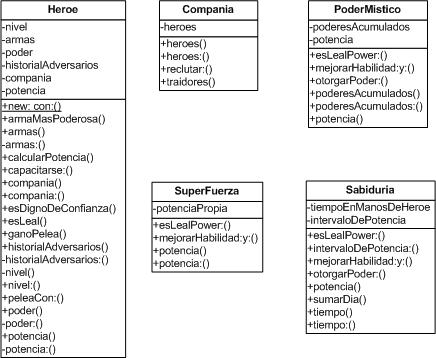 Heroe
-nivel
-armas
-poder
-historialAdversarios
-compania
-potencia
+new: con:()
+armaMasPoderosa()
+armas()
-armas:()
+calcularPotencia()
+capacitarse:()
+compania()
+compania:()
+esDignoDeConfianza()
+esLeal()
+ganoPelea()
+historialAdversarios()
-historialAdversarios:()
-nivel()
+nivel:()
+peleaCon:()
+poder()
-poder:()
+potencia()
-potencia:()
Compania
-heroes
+heroes()
+heroes:()
+reclutar:()
+traidores()
PoderMistico
-poderesAcumulados
-potencia
+esLealPower:()
+mejorarHabilidad:y:()
+otorgarPoder:()
+poderesAcumulados()
+poderesAcumulados:()
+potencia()
SuperFuerza
-potenciaPropia
+esLealPower:()
+mejorarHabilidad:y:()
+potencia()
+potencia:()
Sabiduria
-tiempoEnManosDeHeroe
-intervaloDePotencia
+esLealPower:()
+intervaloDePotencia:()
+mejorarHabilidad:y:()
+otorgarPoder:()
+potencia()
+sumarDia()
+tiempo()
+tiempo:()